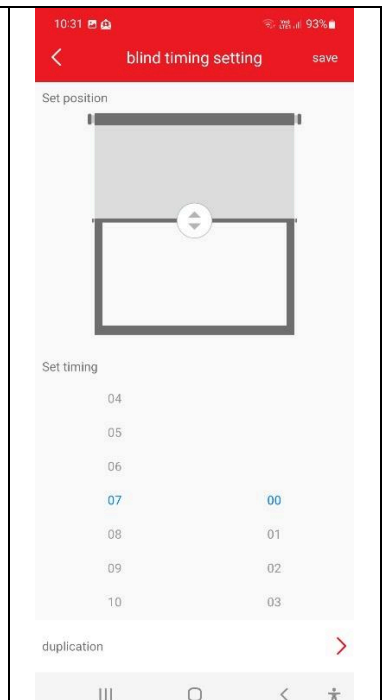 10:31 93%
blind timing setting save
Set position
Set timing
04
05
06
07 00
08 01
09 02
10 03
duplication